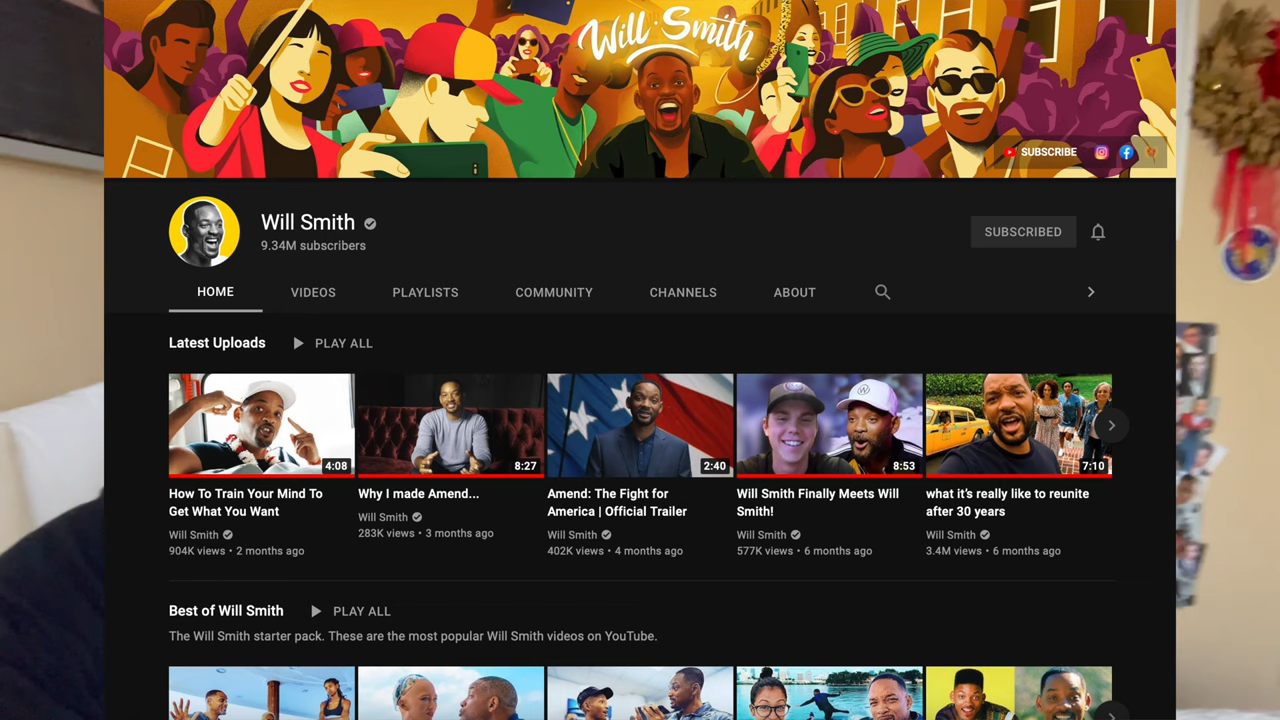 Will Smith
SUBSCRIBE
Will Smith
9.34M subscribers
SUBSCRIBED
HOME VIDEOS PLAYLISTS COMMUNITY CHANNELS ABOUT
Latest Uploads PLAY ALL
4:08 8:27 2:40 8:53 7:10
How To Train Your Mind To
Get What You Want
Will Smith
904K views • 2 months ago
Why I made Amend...
Will Smith
283K views • 3 months ago
Amend: The Fight for
America | Official Trailer
Will Smith
402K views • 4 months ago
Will Smith Finally Meets Will
Smith!
Will Smith
577K views • 6 months ago
what it's really like to reunite
after 30 years
Will Smith
3.4M views • 6 months ago
Best of Will Smith PLAY ALL
The Will Smith starter pack. These are the most popular Will Smith videos on YouTube.